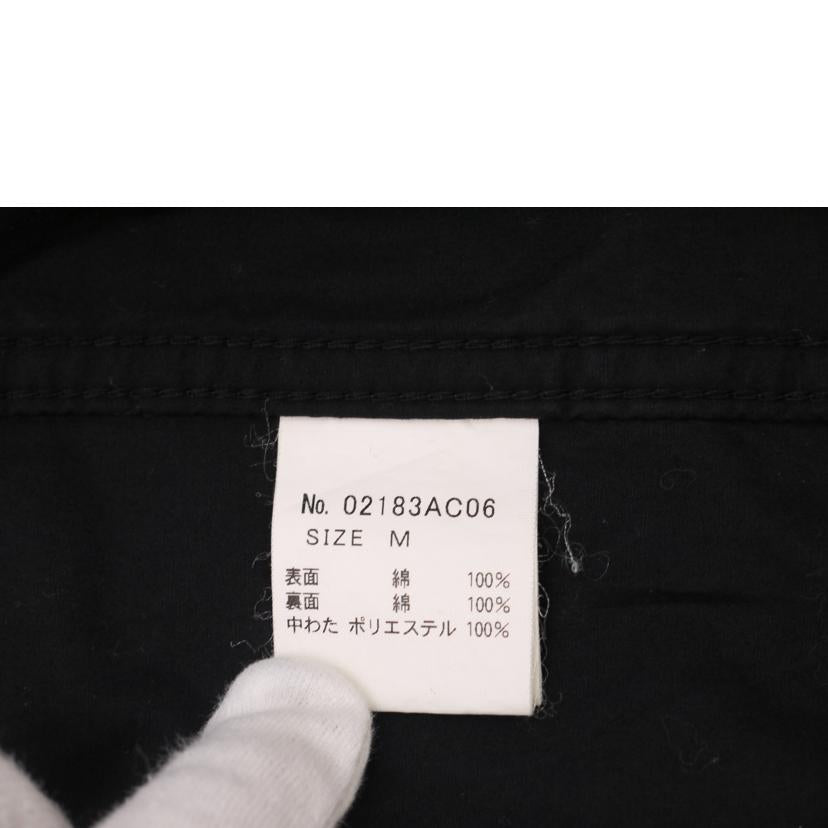 No. 02183AC06
SIZE M
表面 綿 100%
裏面 綿 100%
中わた ポリエステル 100%